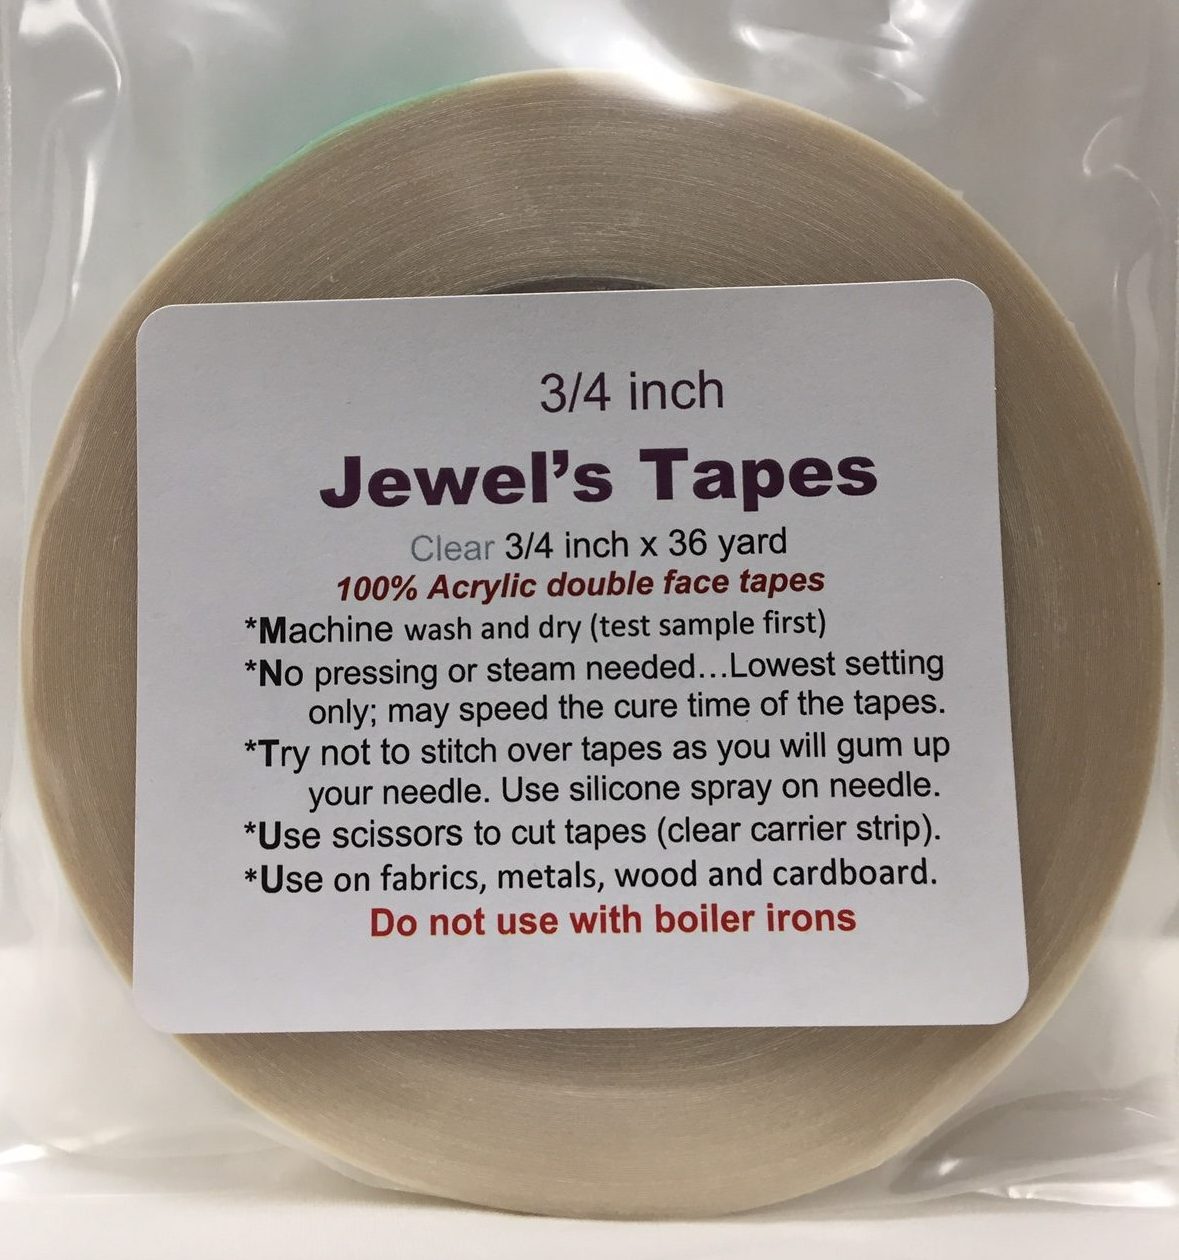 3/4 inch
Jewel's Tapes
Clear 3/4 inch x 36 yard
100% Acrylic double face tapes
*Machine wash and dry (test sample first)
*No pressing or steam needed...Lowest setting
only; may speed the cure time of the tapes.
*Try not to stitch over tapes as you will gum up
your needle. Use silicone spray on needle.
*Use scissors to cut tapes (clear carrier strip).
*Use on fabrics, metals, wood and cardboard.
Do not use with boiler irons